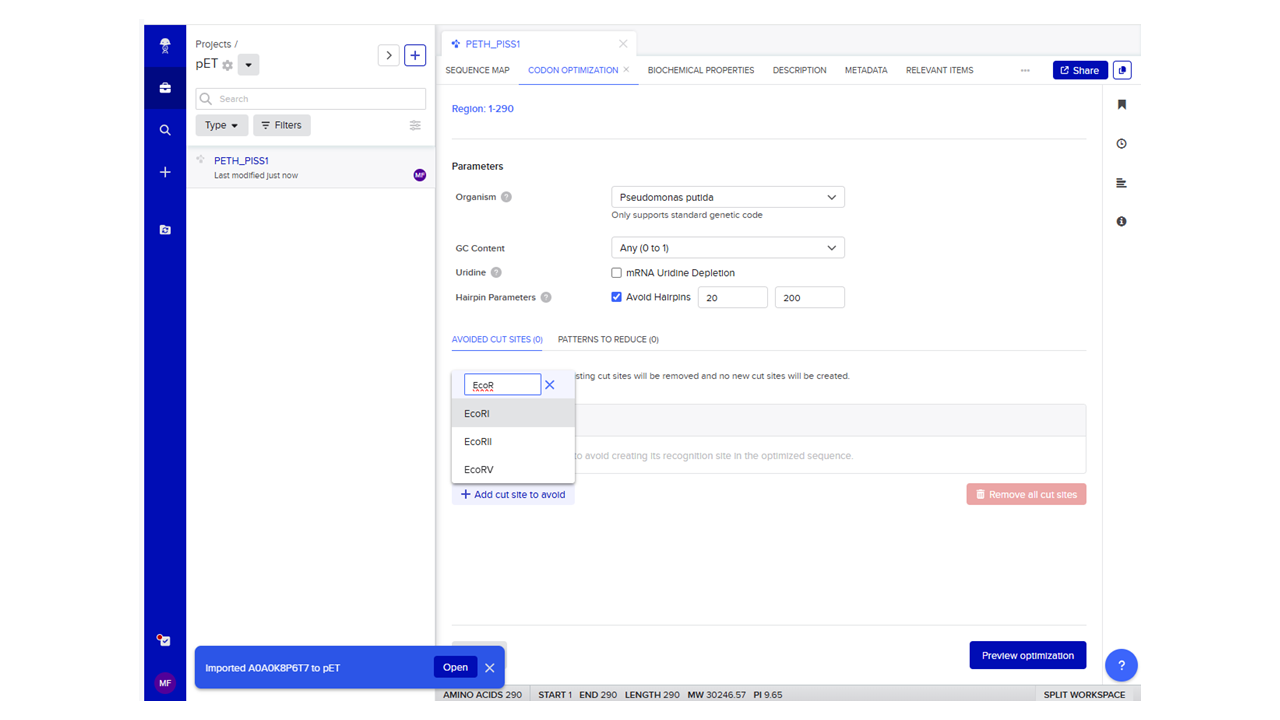 Projects /
pET
Search
Type
Filters
PETH_PISS1
Last modified just now
MF
PETH_PISS1
SEQUENCE MAP
CODON OPTIMIZATION
BIOCHEMICAL PROPERTIES
DESCRIPTION
METADATA
RELEVANT ITEMS
Share
Region: 1-290
Parameters
Organism ?
Pseudomonas putida
Only supports standard genetic code
GC Content
Any (0 to 1)
Uridine ?
mRNA Uridine Depletion
Hairpin Parameters ?
Avoid Hairpins
20
200
AVOIDED CUT SITES (0)
PATTERNS TO REDUCE (0)
EcoR
sting cut sites will be removed and no new cut sites will be created.
EcoRI
EcoRII
to avoid creating its recognition site in the optimized sequence.
EcoRV
+ Add cut site to avoid
Remove all cut sites
Preview optimization
Imported A0A0K8P6T7 to pET
Open
?
MF
AMINO ACIDS 290
START 1 END 290 LENGTH 290 MW 30246.57 PI 9.65
SPLIT WORKSPACE